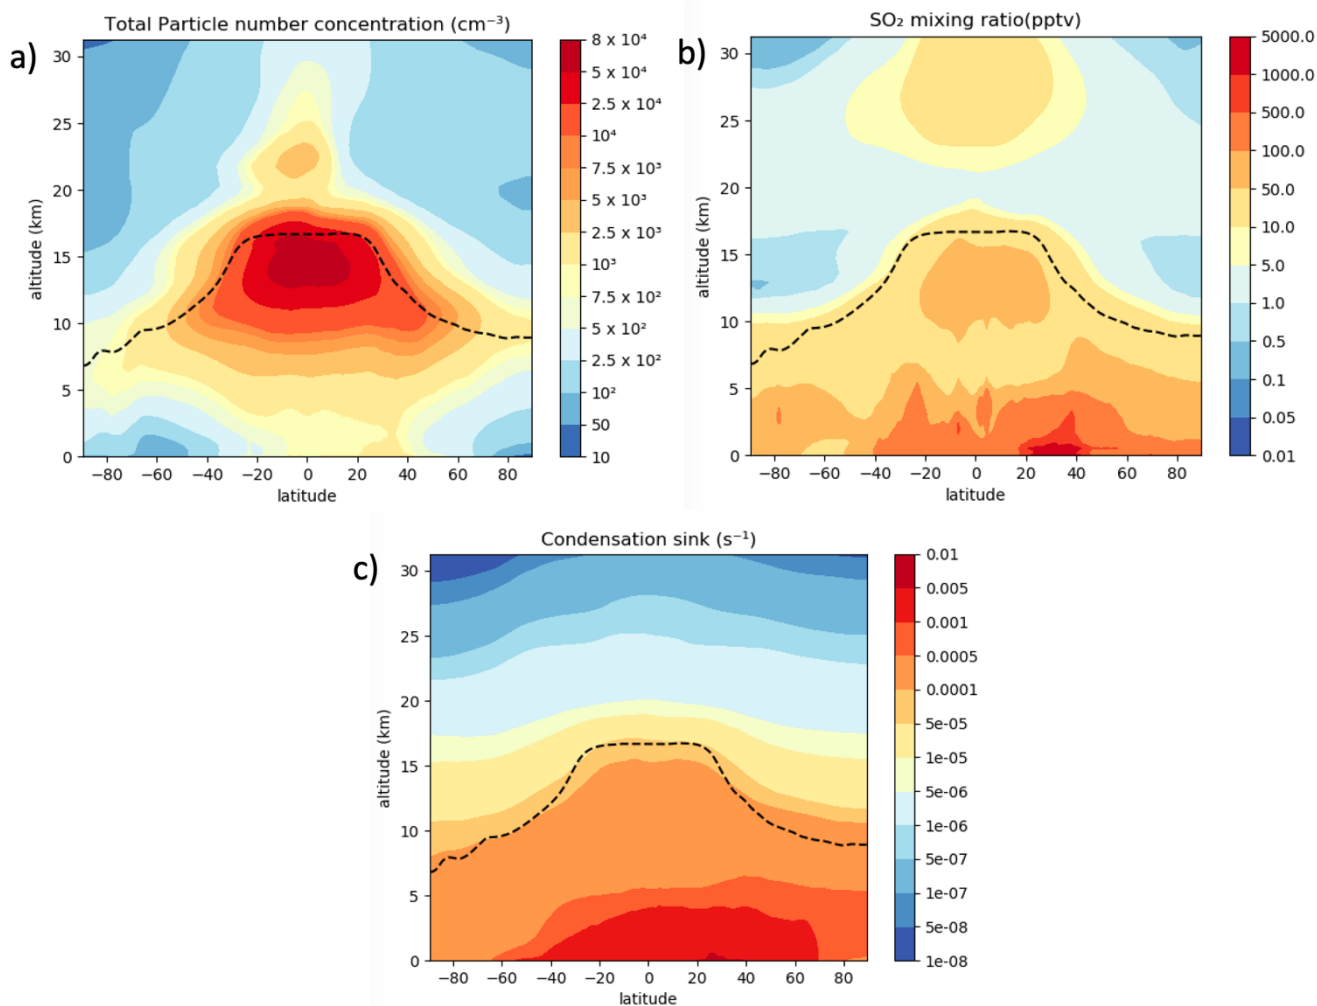 a)
Total Particle number concentration (cm⁻³)
altitude (km)
30
25
20
15
10
5
0
−80 −60 −40 −20 0 20 40 60 80
latitude
8 x 10⁴
5 x 10⁴
2.5 x 10⁴
10⁴
7.5 x 10³
5 x 10³
2.5 x 10³
10³
7.5 x 10²
5 x 10²
2.5 x 10²
10²
50
10
b)
SO₂ mixing ratio(pptv)
altitude (km)
30
25
20
15
10
5
0
−80 −60 −40 −20 0 20 40 60 80
latitude
5000.0
1000.0
500.0
100.0
50.0
10.0
5.0
1.0
0.5
0.1
0.05
0.01
c)
Condensation sink (s⁻¹)
altitude (km)
30
25
20
15
10
5
0
−80 −60 −40 −20 0 20 40 60 80
latitude
0.01
0.005
0.001
0.0005
0.0001
5e-05
1e-05
5e-06
1e-06
5e-07
1e-07
5e-08
1e-08